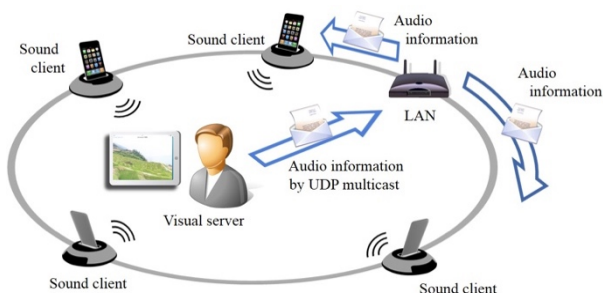 Sound
client
Sound client
Audio
information
Audio
information
LAN
Audio information
by UDP multicast
Visual server
Sound client
Sound client